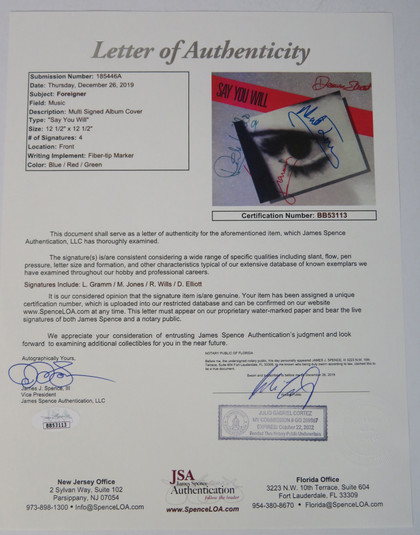 Letter of Authenticity
Submission Number: 185446A
Date: Thursday, December 26, 2019
Subject: Foreigner
Field: Music
Description: Multi Signed Album Cover
Type: "Say You Will"
Size: 12 1/2" x 12 1/2"
# of Signatures: 4
Location: Front
Writing Implement: Fiber-tip Marker
Color: Blue / Red / Green
SAY YOU WILL
Certification Number: BB53113
This document shall serve as a letter of authenticity for the aforementioned item, which James Spence
Authentication, LLC has thoroughly examined.
The signature(s) is/are consistent considering a wide range of specific qualities including slant, flow, pen
pressure, letter size and formation, and other characteristics typical of our extensive database of known exemplars we
have examined throughout our hobby and professional careers.
Signatures Include: L. Gramm / M. Jones / R. Wills / D. Elliott
It is our considered opinion that the signature item is/are genuine. Your item has been assigned a unique
certification number, which is uploaded into our restricted database and can be confirmed on our website
www.SpenceLOA.com at any time. This letter must appear on our proprietary water-marked paper and bear the live
signatures of both James Spence and a notary public.
We appreciate your consideration of entrusting James Spence Authentication's judgment and look
forward to examining additional collectibles for you in the near future.
Autographically Yours,
James J. Spence, III
Vice President
James Spence Authentication, LLC
BB53113
NOTARY PUBLIC OF FLORIDA
New Jersey Office
2 Sylvan Way, Suite 102
Parsippany, NJ 07054
973-898-1300 • Info@SpenceLOA.com
JSA
James Spence
Authentication
www.SpenceLOA.com
Florida Office
3223 N.W. 10th Terrace, Suite 604
Fort Lauderdale, FL 33309
954-380-8670 • Florida@SpenceLOA.com